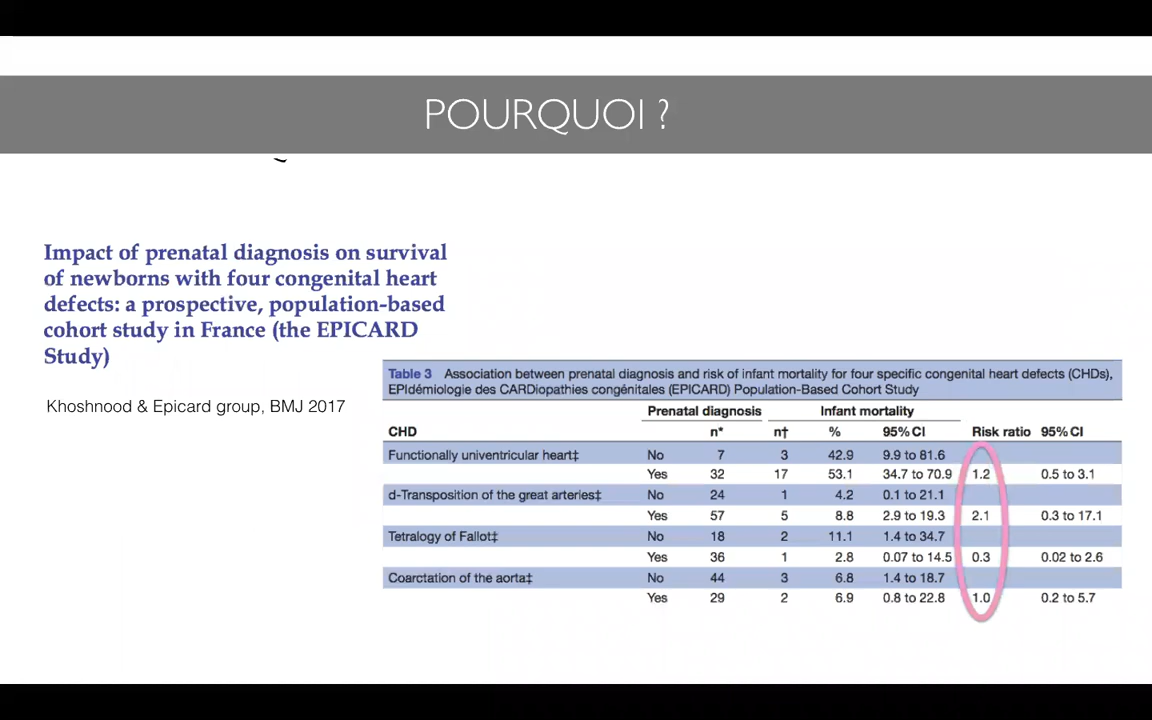 POURQUOI ?
Impact of prenatal diagnosis on survival
of newborns with four congenital heart
defects: a prospective, population-based
cohort study in France (the EPICARD
Study)
Khoshnood & Epicard group, BMJ 2017
Table 3 Association between prenatal diagnosis and risk of infant mortality for four specific congenital heart defects (CHDs),
EPIdémiologie des CARDiopathies congénitales (EPICARD) Population-Based Cohort Study
Prenatal diagnosis Infant mortality
CHD n* n† % 95% CI Risk ratio 95% CI
Functionally univentricular heart‡ No 7 3 42.9 9.9 to 81.6
Yes 32 17 53.1 34.7 to 70.9 1.2 0.5 to 3.1
d-Transposition of the great arteries‡ No 24 1 4.2 0.1 to 21.1
Yes 57 5 8.8 2.9 to 19.3 2.1 0.3 to 17.1
Tetralogy of Fallot‡ No 18 2 11.1 1.4 to 34.7
Yes 36 1 2.8 0.07 to 14.5 0.3 0.02 to 2.6
Coarctation of the aorta‡ No 44 3 6.8 1.4 to 18.7
Yes 29 2 6.9 0.8 to 22.8 1.0 0.2 to 5.7